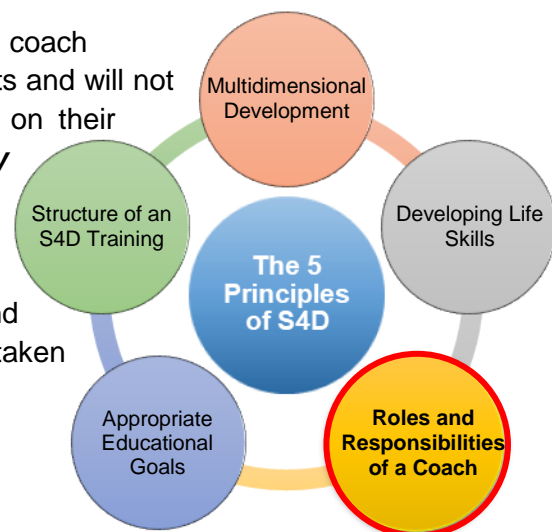 coach
ts and will not
on their
y
nd
taken
Multidimensional
Development
Developing Life
Skills
Roles and
Responsibilities
of a Coach
Appropriate
Educational
Goals
Structure of an
S4D Training
The 5
Principles
of S4D